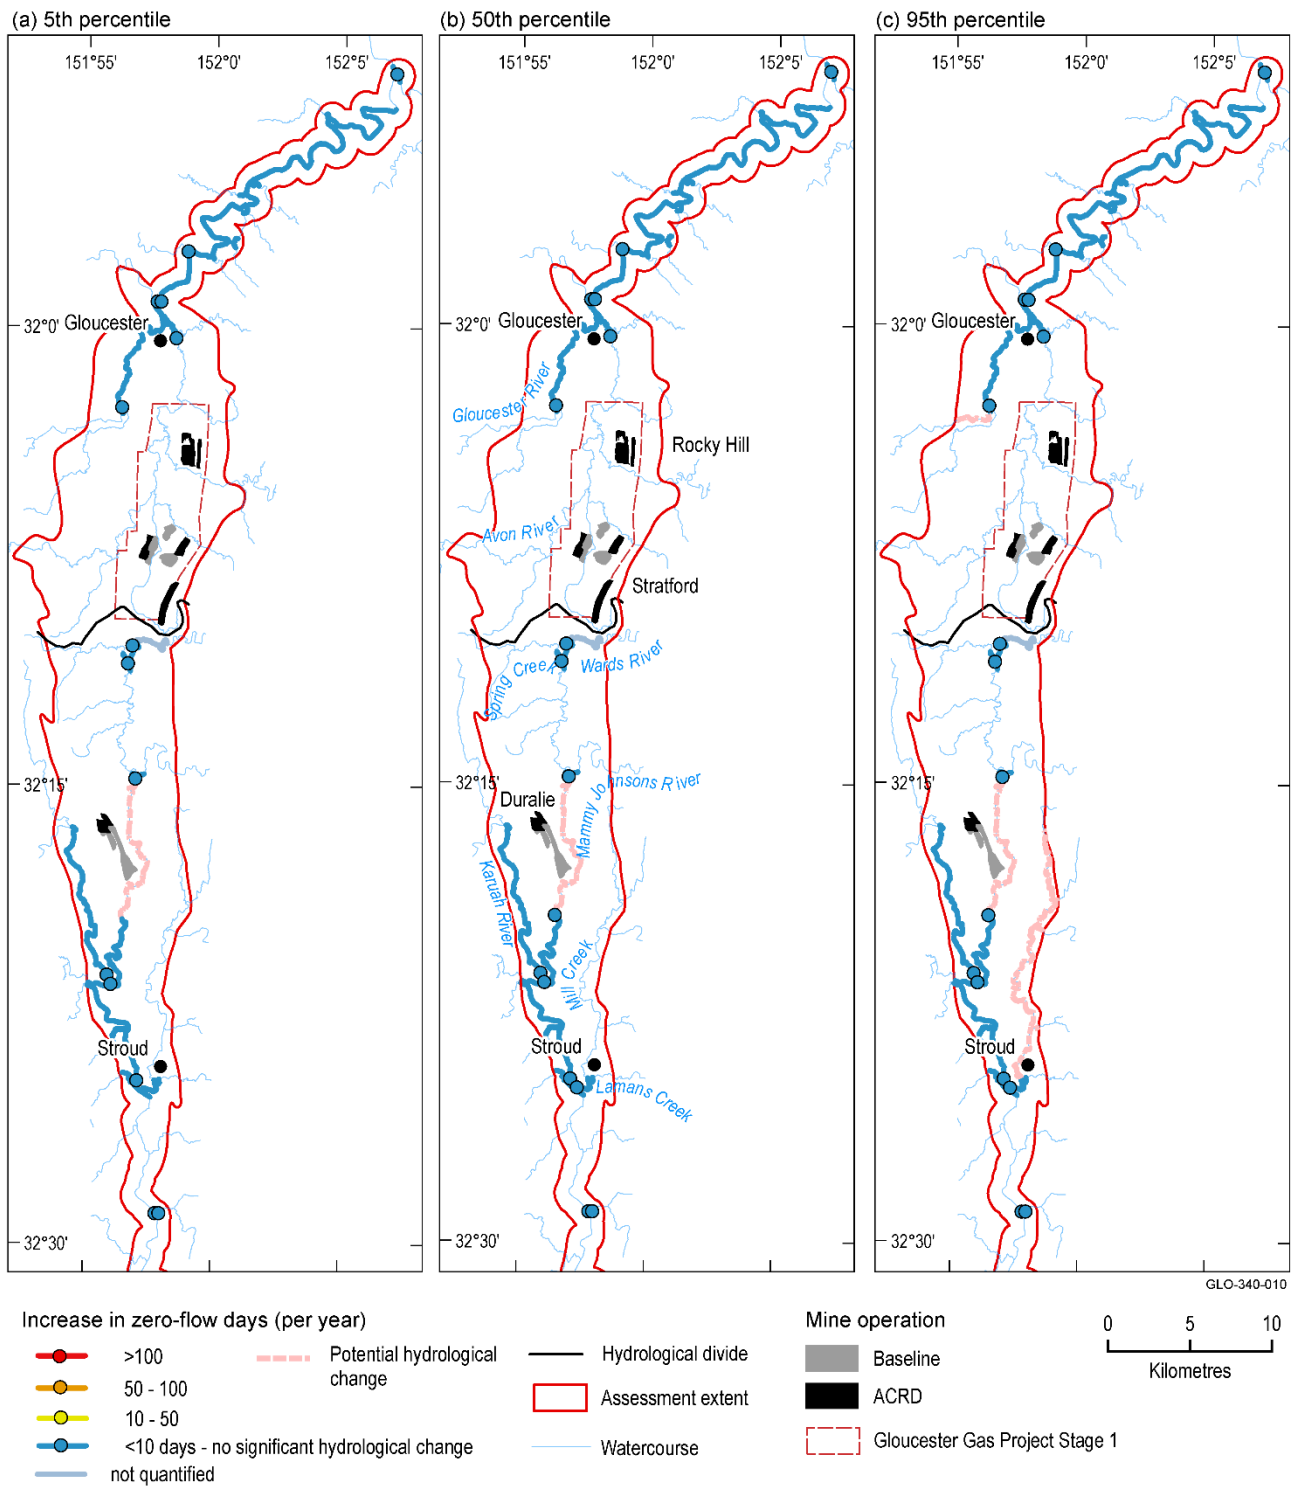 (a) 5th percentile
(b) 50th percentile
(c) 95th percentile
151°55'
152°0'
152°5'
151°55'
152°0'
152°5'
151°55'
152°0'
152°5'
32°0'
Gloucester
32°15'
Stroud
32°30'
32°0'
Gloucester
Gloucester River
Rocky Hill
Avon River
Stratford
Spring Creek
Wards River
32°15'
Mammy Johnsons River
Duralie
Karuah River
Mill Creek
Stroud
Lamans Creek
32°30'
32°0'
Gloucester
32°15'
Stroud
32°30'
GLO-340-010
Increase in zero-flow days (per year)
>100
50 - 100
10 - 50
<10 days - no significant hydrological change
not quantified
Potential hydrological
change
Hydrological divide
Assessment extent
Watercourse
Mine operation
Baseline
ACRD
Gloucester Gas Project Stage 1
0
5
10
Kilometres